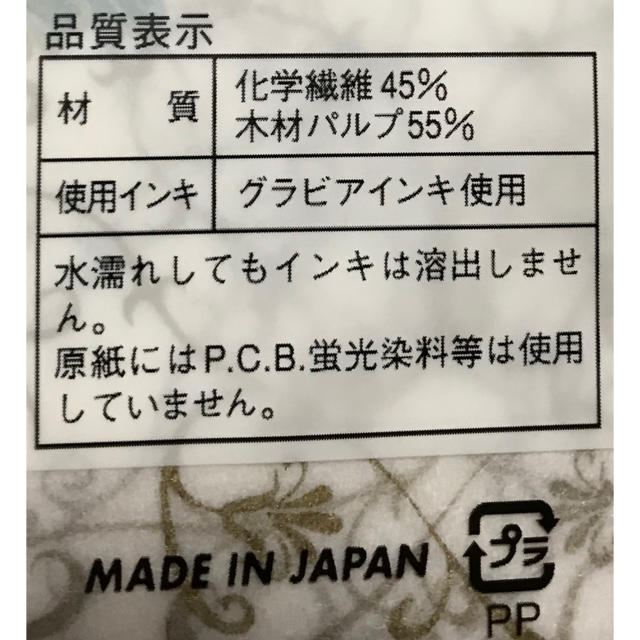 品質表示
材 質 化学繊維45%
木材パルプ55%
使用インキ グラビアインキ使用
水濡れしてもインキは溶出しませ
ん。
原紙にはP.C.B.蛍光染料等は使用
していません。
MADE IN JAPAN
プラ
PP